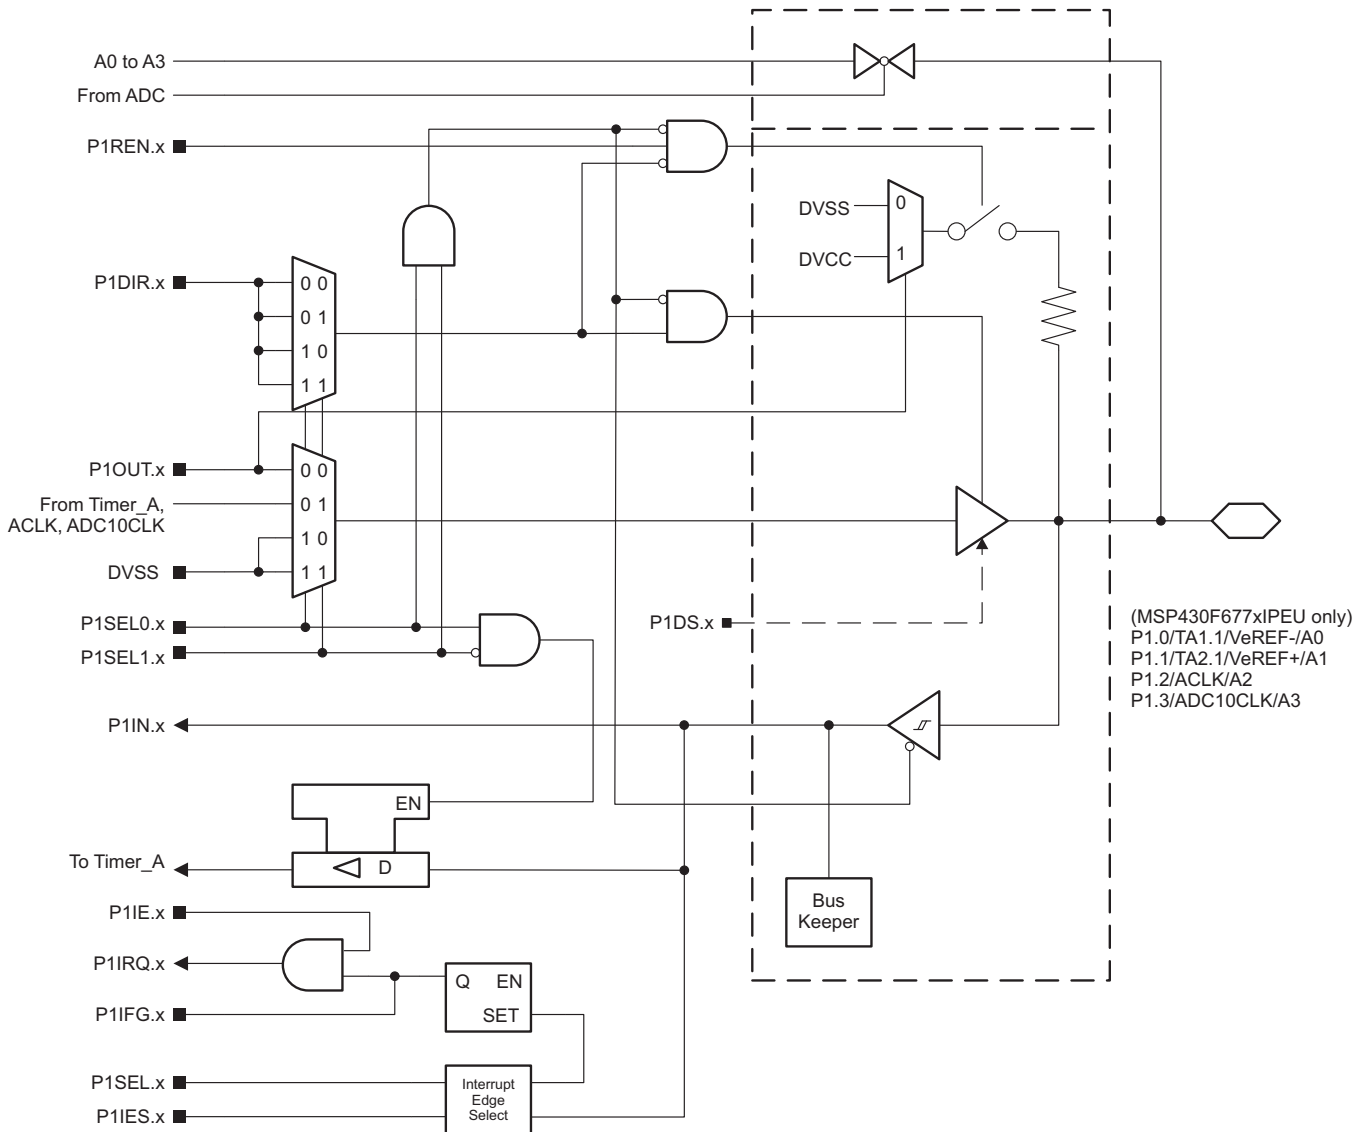 A0 to A3
From ADC
P1REN.x
DVSS
0
DVCC
1
P1DIR.x
0 0
0 1
1 0
1 1
P1OUT.x
0 0
From Timer_A,
ACLK, ADC10CLK
0 1
1 0
DVSS
1 1
P1SEL0.x
P1SEL1.x
P1DS.x
(MSP430F677xIPEU only)
P1.0/TA1.1/VeREF-/A0
P1.1/TA2.1/VeREF+/A1
P1.2/ACLK/A2
P1.3/ADC10CLK/A3
P1IN.x
EN
To Timer_A
D
Bus
Keeper
P1IE.x
P1IRQ.x
Q EN
SET
P1IFG.x
P1SEL.x
P1IES.x
Interrupt
Edge
Select